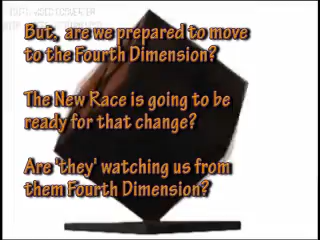 But, are we prepared to move
to the Fourth Dimension?
The New Race is going to be
ready for that change?
Are 'they' watching us from
them Fourth Dimension?